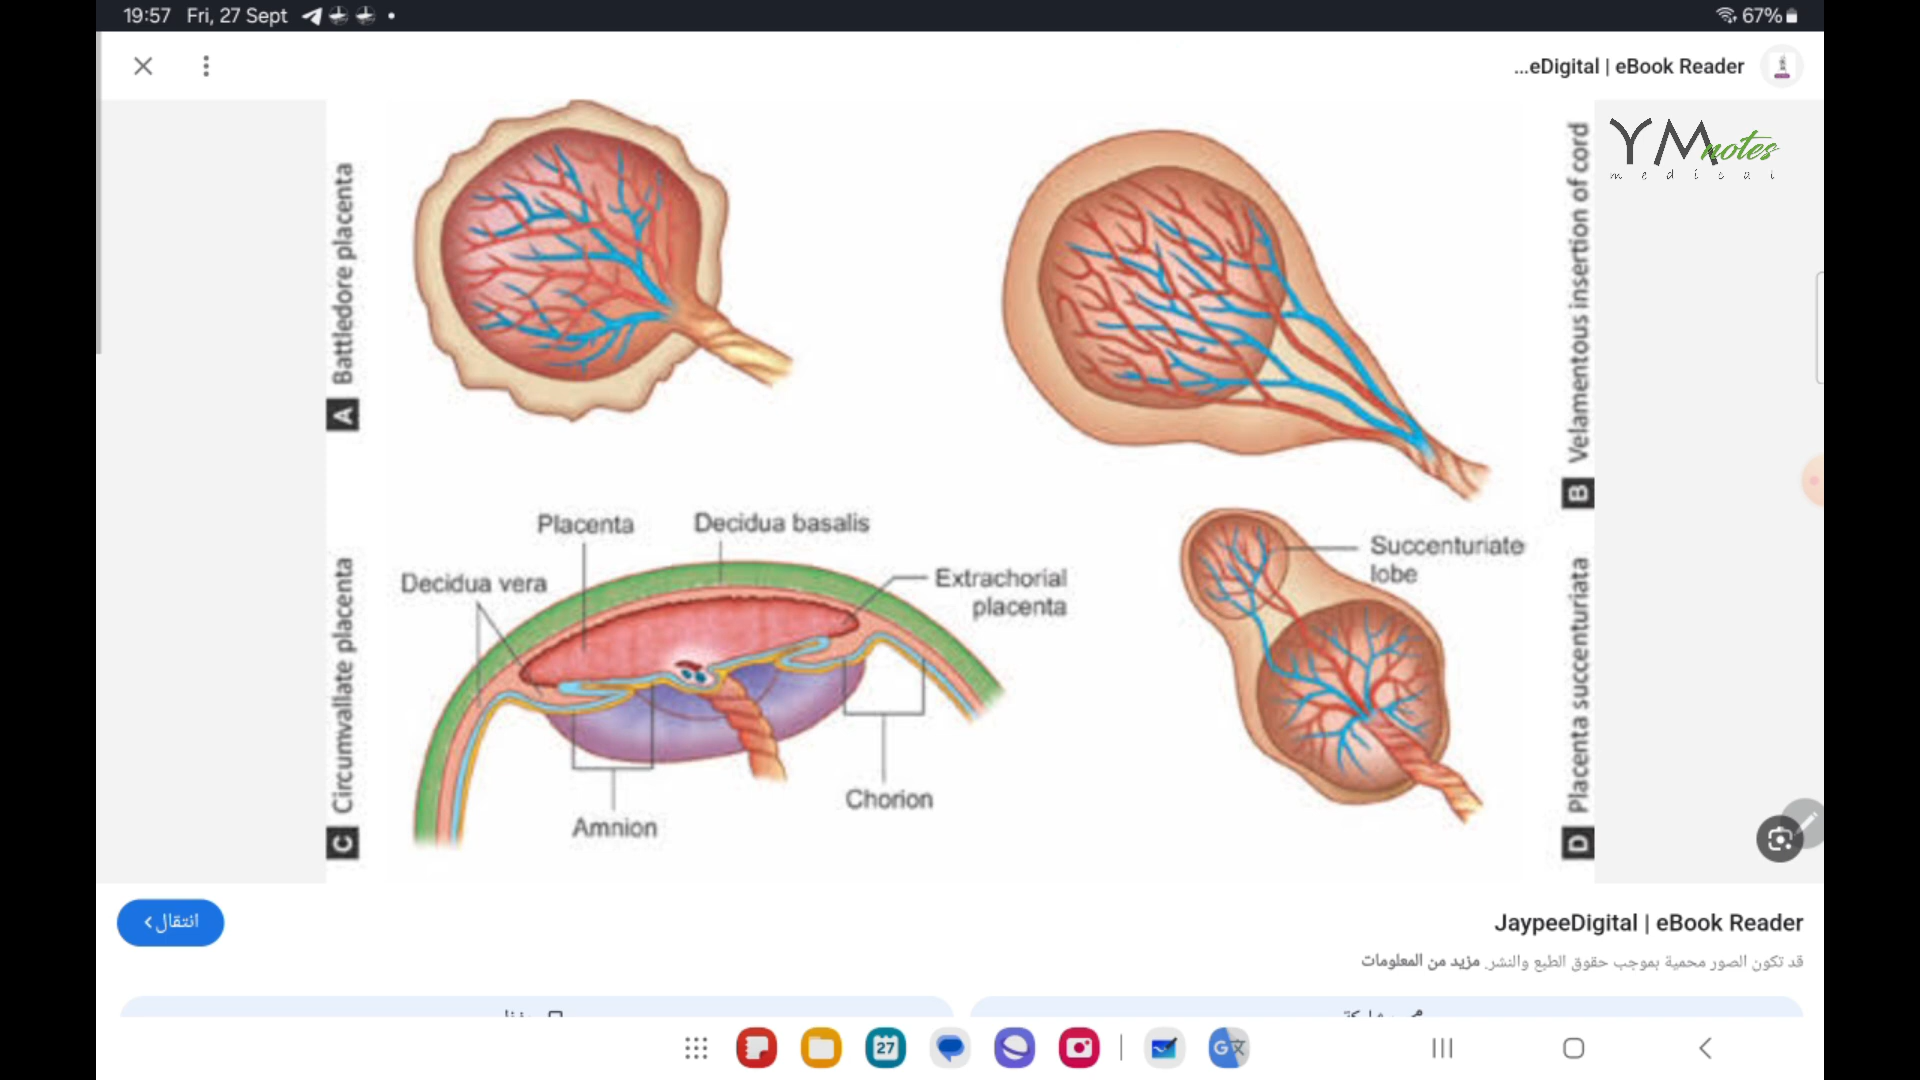 19:57 Fri, 27 Sept
67%
...eDigital | eBook Reader
YM notes
medical
A Battledore placenta
B Velamentous insertion of cord
Placenta
Decidua basalis
Decidua vera
Extrachorial
placenta
Amnion
Chorion
C Circumvallate placenta
Succenturiate
lobe
D Placenta succenturiata
انتقال
JaypeeDigital | eBook Reader
قد تكون الصور محمية بموجب حقوق الطبع والنشر. مزيد من المعلومات
27
G